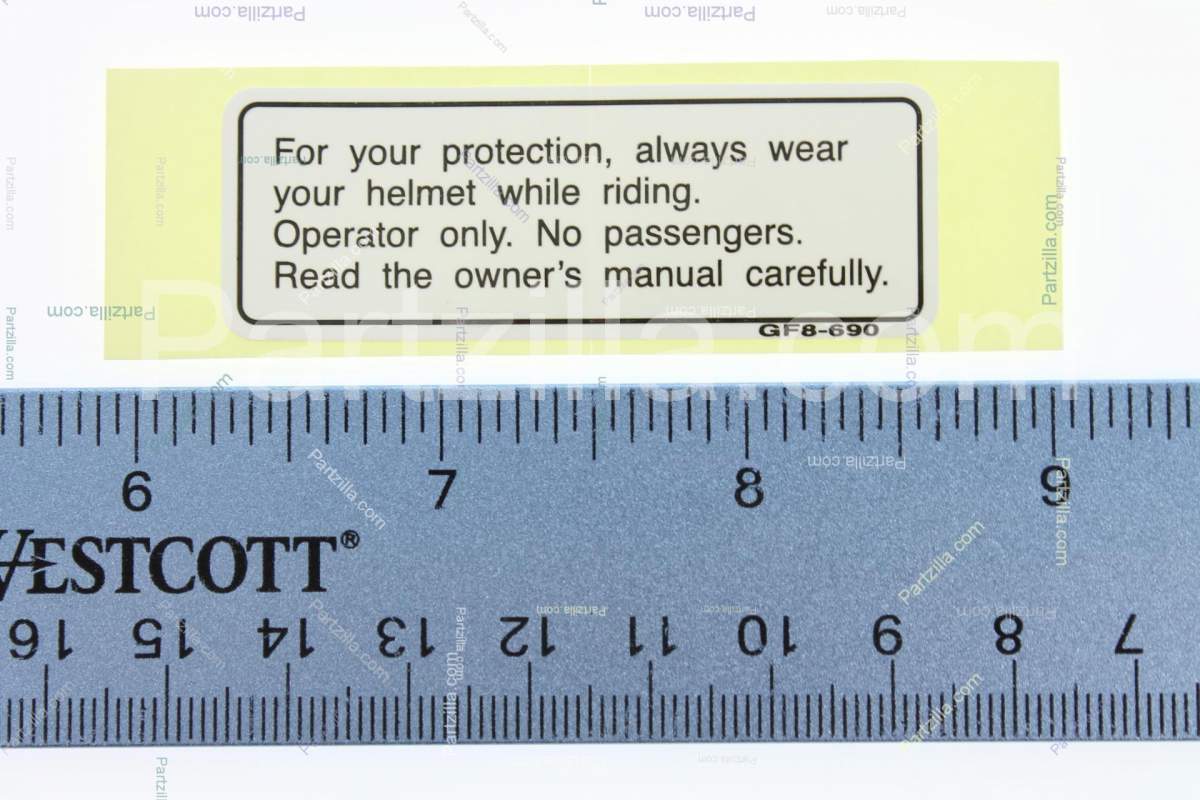 For your protection, always wear
your helmet while riding.
Operator only. No passengers.
Read the owner's manual carefully.
GF8-690
Partzilla.com
6 7 8 9
WESTCOTT®
16 15 14 13 12 11 10 9 8 7